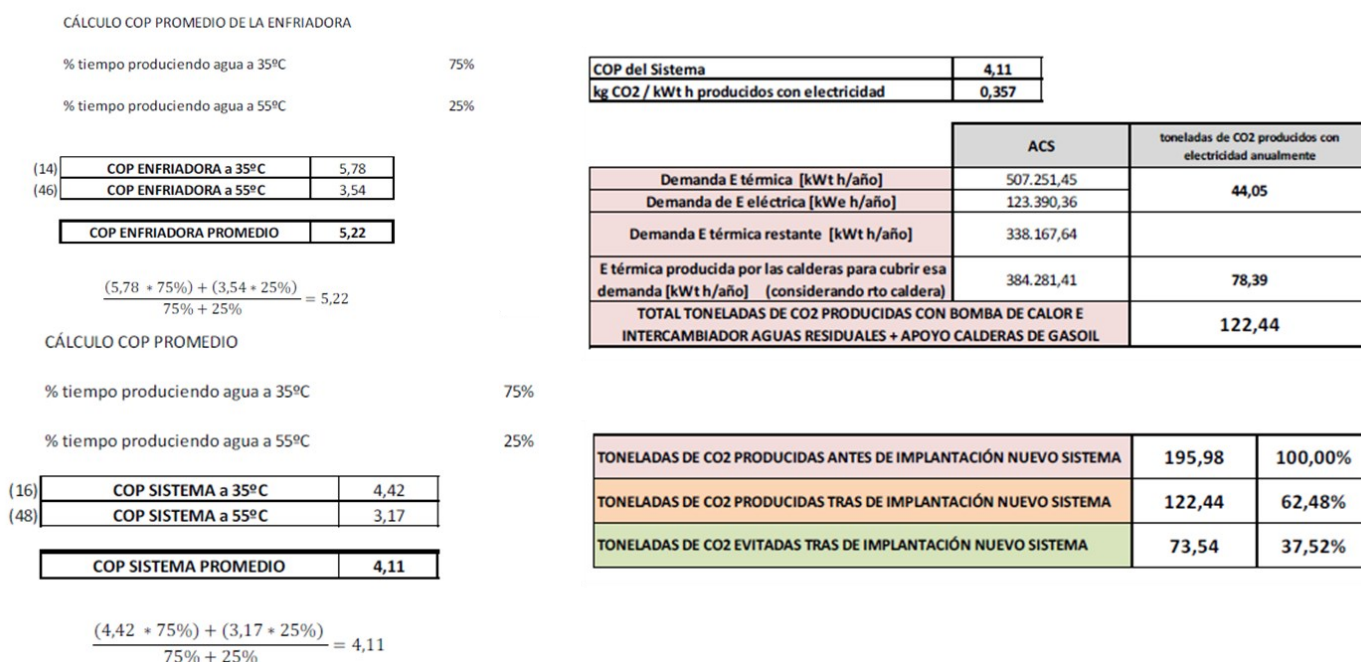 CÁLCULO COP PROMEDIO DE LA ENFRIADORA
% tiempo produciendo agua a 35ºC 75%
% tiempo produciendo agua a 55ºC 25%
(14) COP ENFRIADORA a 35ºC 5,78
(46) COP ENFRIADORA a 55ºC 3,54
COP ENFRIADORA PROMEDIO 5,22
(5,78 * 75%) + (3,54 * 25%)
75% + 25%
= 5,22
CÁLCULO COP PROMEDIO
% tiempo produciendo agua a 35ºC 75%
% tiempo produciendo agua a 55ºC 25%
(16) COP SISTEMA a 35ºC 4,42
(48) COP SISTEMA a 55ºC 3,17
COP SISTEMA PROMEDIO 4,11
(4,42 * 75%) + (3,17 * 25%)
75% + 25%
= 4,11
COP del Sistema 4,11
kg CO2 / kWt h producidos con electricidad 0,357
ACS
toneladas de CO2 producidos con
electricidad anualmente
Demanda E térmica [kWt h/año] 507.251,45
Demanda de E eléctrica [kWe h/año] 123.390,36
44,05
Demanda E térmica restante [kWt h/año] 338.167,64
E térmica producida por las calderas para cubrir esa
demanda [kWt h/año] (considerando rto caldera)
384.281,41
78,39
TOTAL TONELADAS DE CO2 PRODUCIDAS CON BOMBA DE CALOR E
INTERCAMBIADOR AGUAS RESIDUALES + APOYO CALDERAS DE GASOIL
122,44
TONELADAS DE CO2 PRODUCIDAS ANTES DE IMPLANTACIÓN NUEVO SISTEMA 195,98 100,00%
TONELADAS DE CO2 PRODUCIDAS TRAS DE IMPLANTACIÓN NUEVO SISTEMA 122,44 62,48%
TONELADAS DE CO2 EVITADAS TRAS DE IMPLANTACIÓN NUEVO SISTEMA 73,54 37,52%